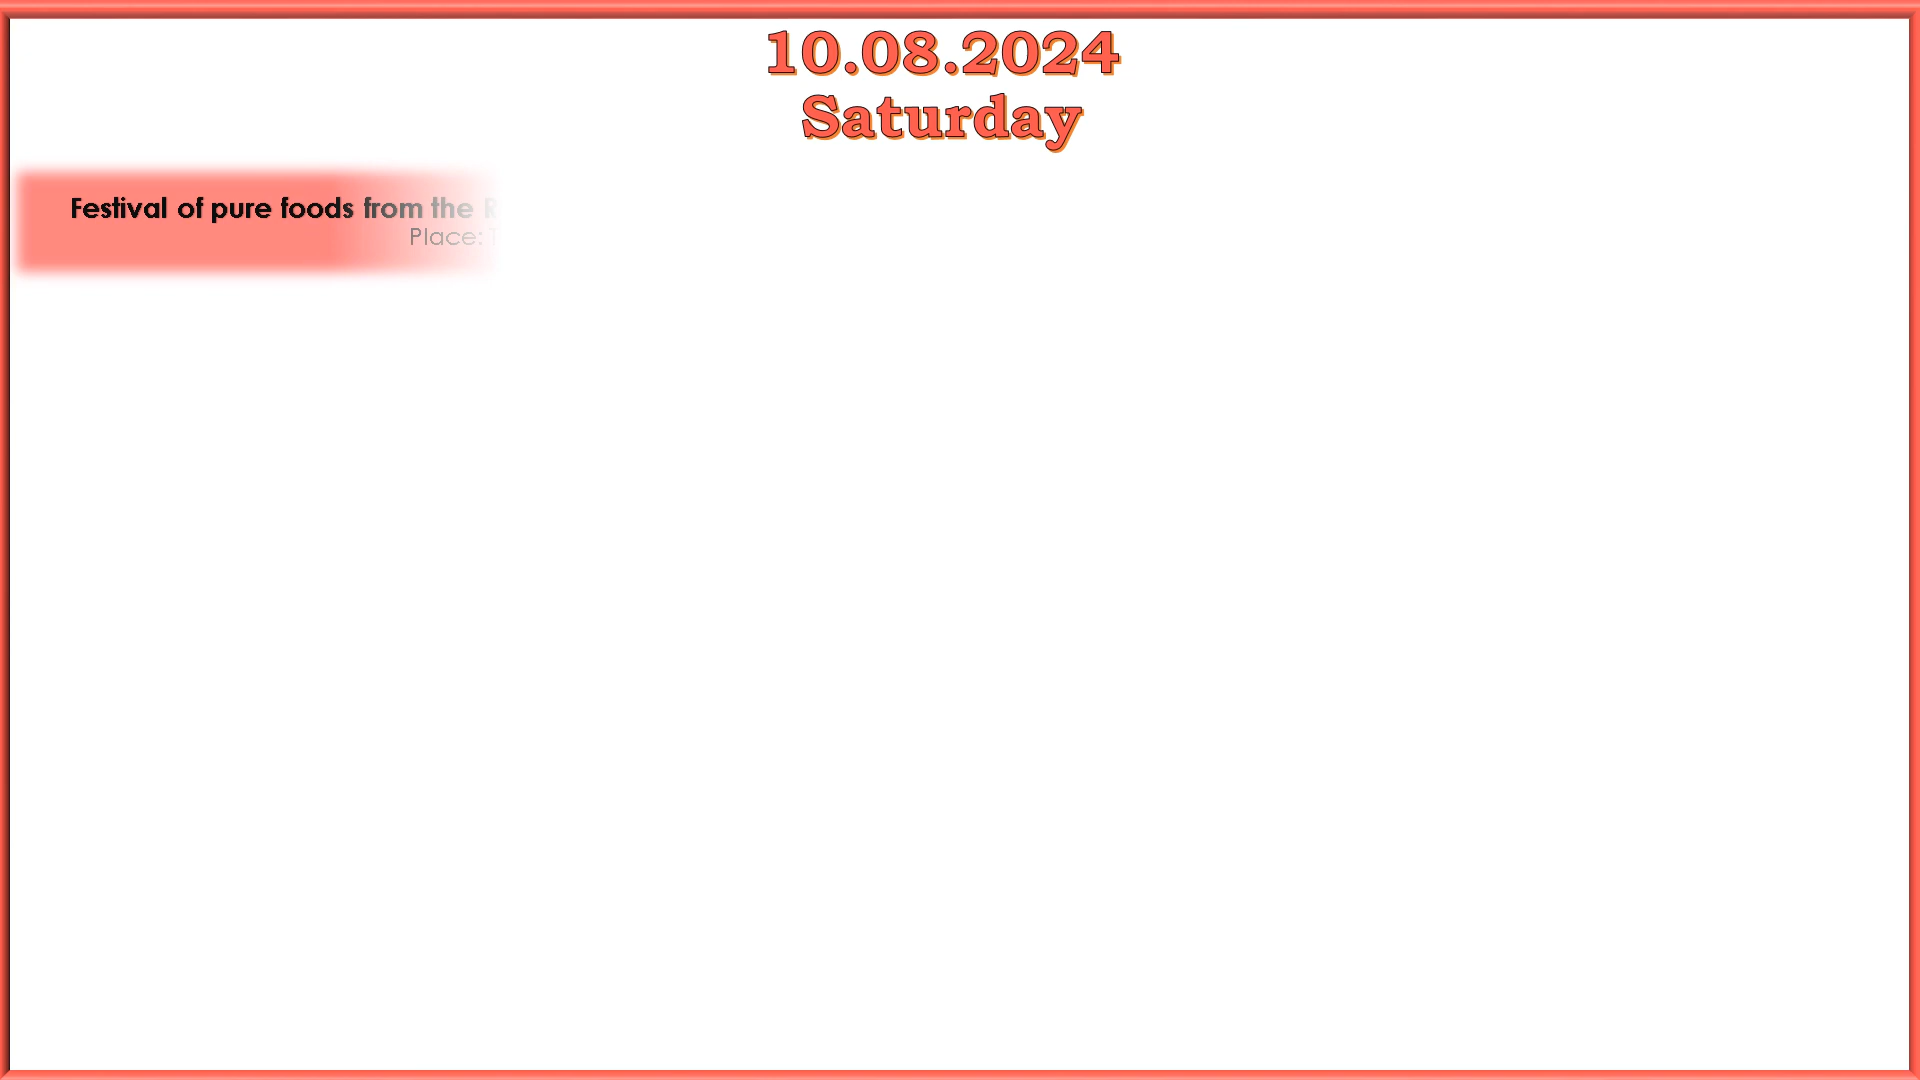 10.08.2024
Saturday
Festival of pure foods from the
Place: